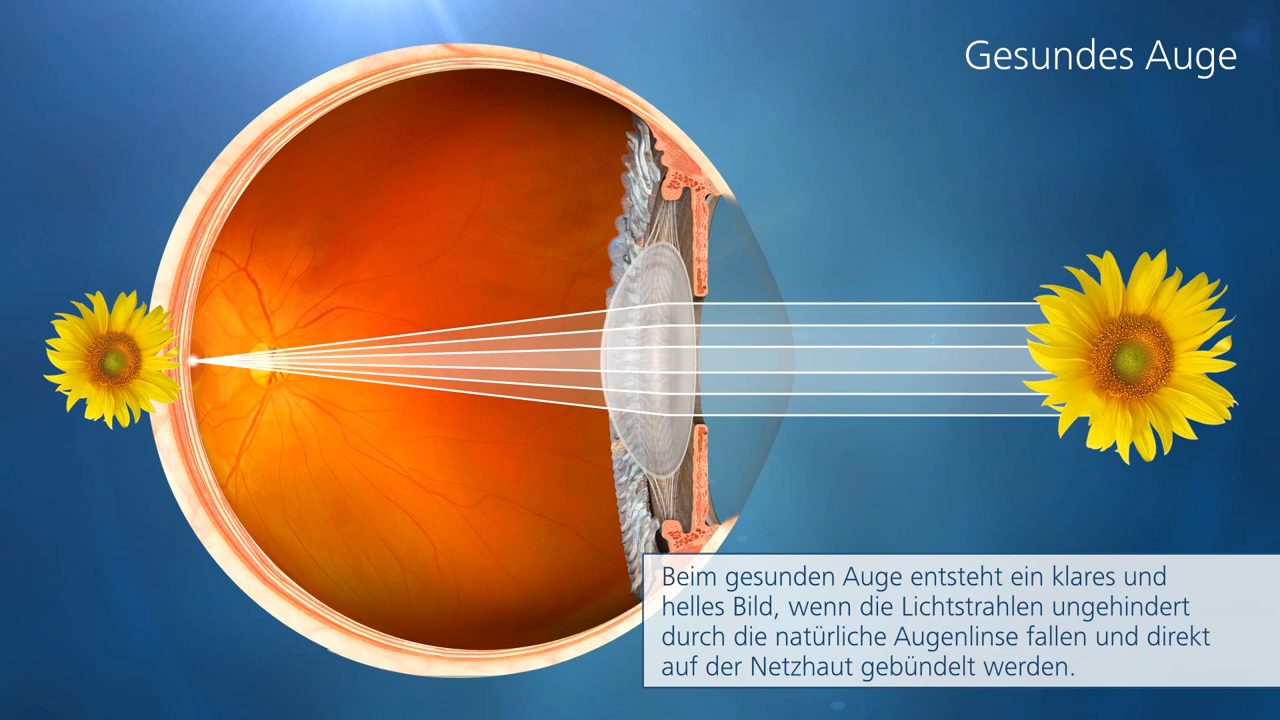 Gesundes Auge
Beim gesunden Auge entsteht ein klares und
helles Bild, wenn die Lichtstrahlen ungehindert
durch die natürliche Augenlinse fallen und direkt
auf der Netzhaut gebündelt werden.